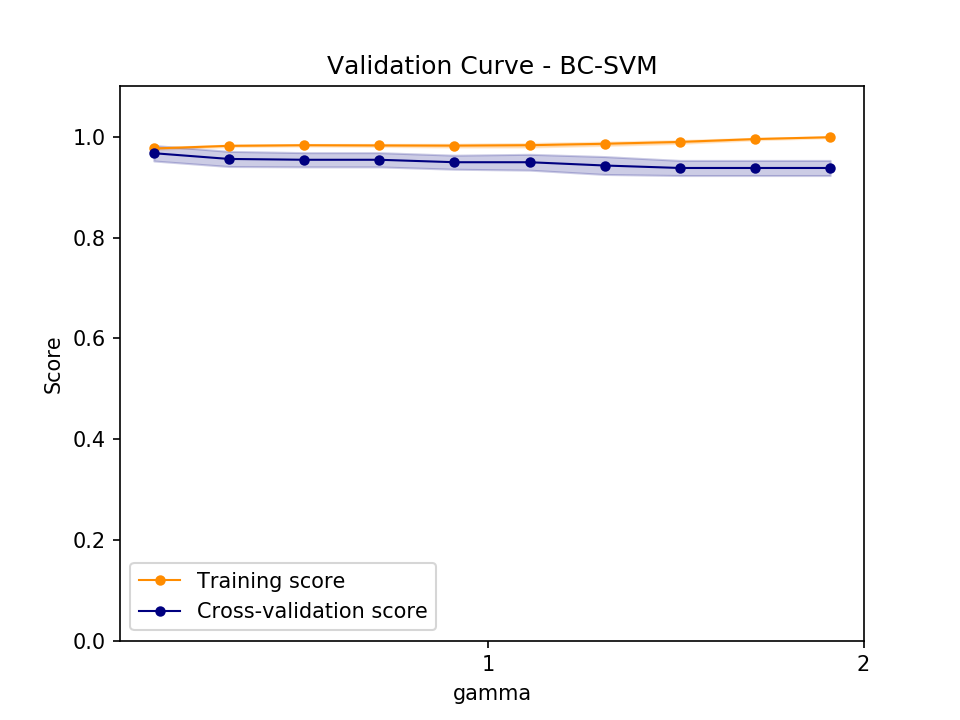 Validation Curve - BC-SVM
1.0
0.8
0.6
0.4
0.2
0.0
Score
Training score
Cross-validation score
1
2
gamma